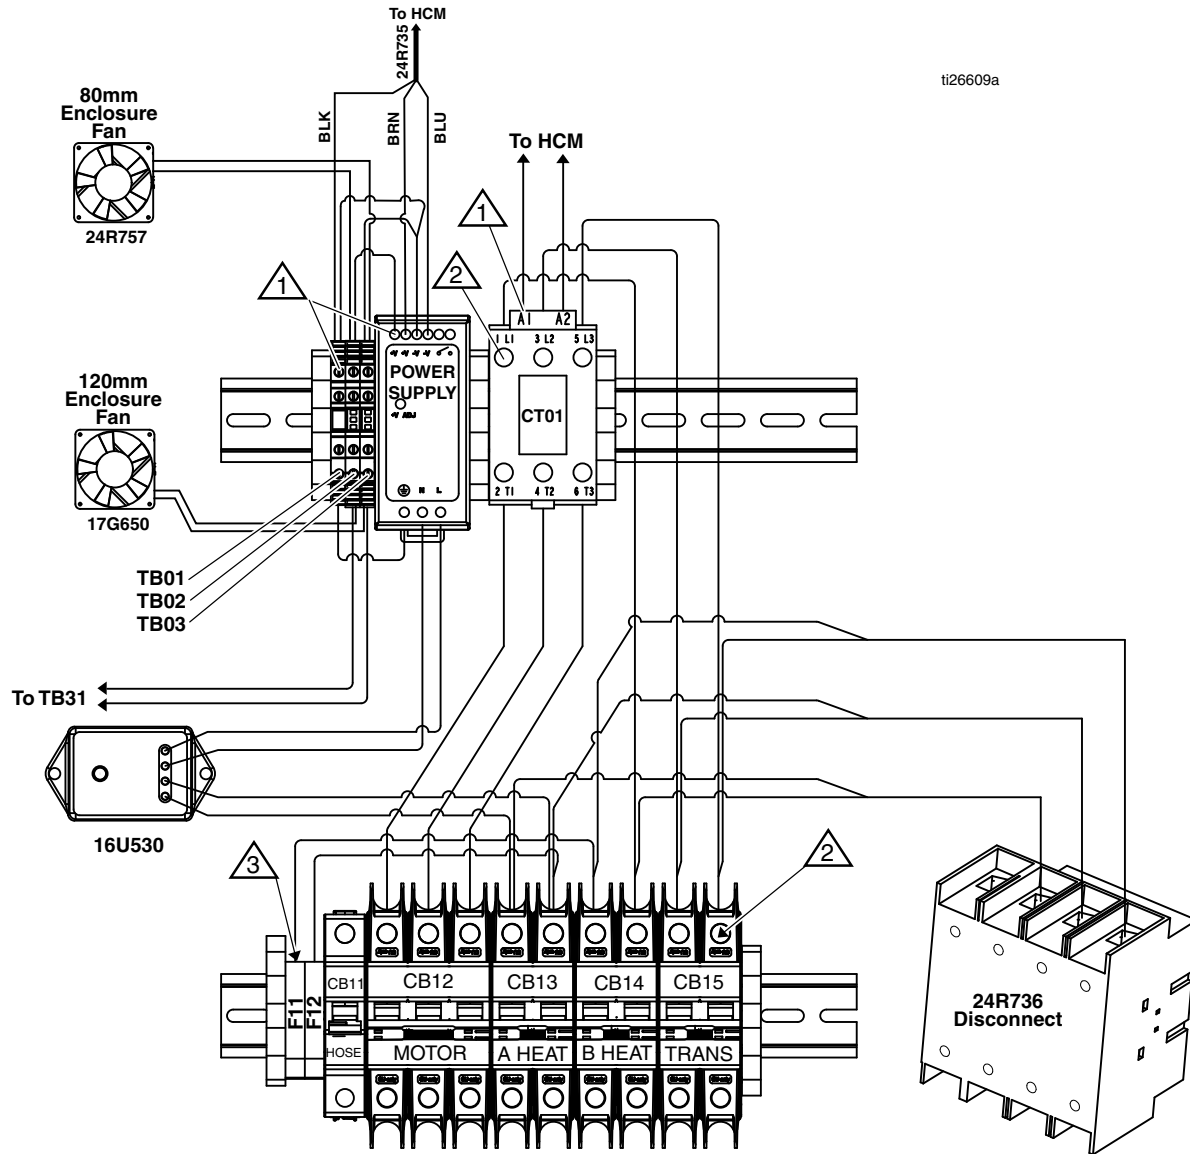 To HCM
24R735
ti26609a
80mm
Enclosure
Fan
24R757
BLK
BRN
BLU
To HCM
1
2
1
A1 A2
1 L1 3 L2 5 L3
+V +V -V -V
POWER
SUPPLY
+V ADJ
CT01
N L
2 T1 4 T2 6 T3
120mm
Enclosure
Fan
17G650
TB01
TB02
TB03
To TB31
16U530
3
2
F11
F12
CB11
CB12
CB13
CB14
CB15
HOSE
MOTOR
A HEAT
B HEAT
TRANS
24R736
Disconnect